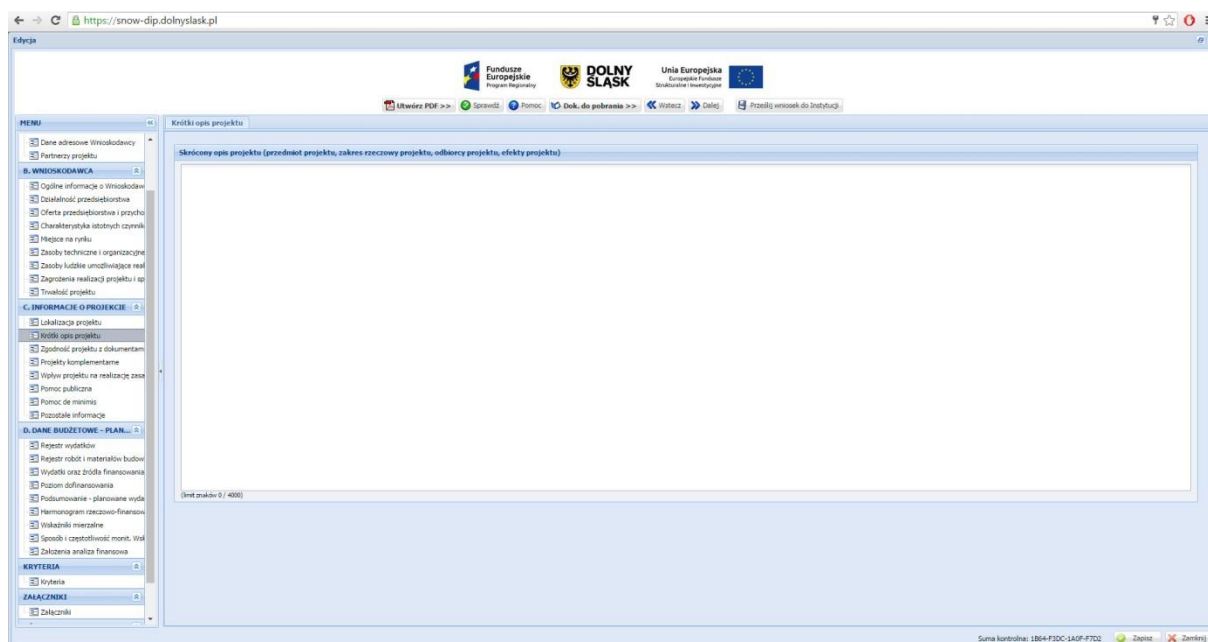 https://snow-dip.dolnyslask.pl
Edycja
Fundusze
Europejskie
Program Regionalny
DOLNY
ŚLĄSK
Unia Europejska
Europejskie Fundusze
Strukturalne i Inwestycyjne
Utwórz PDF >> Sprawdź Pomoc Dok. do pobrania >> Wstecz Dalej Prześlij wniosek do Instytucji
MENU
Krótki opis projektu
Dane adresowe Wnioskodawcy
Partnerzy projektu
B. WNIOSKODAWCA
Ogólne informacje o Wnioskodaw
Działalność przedsiębiorstwa
Oferta przedsiębiorstwa i przycho
Charakterystyka istotnych czynnik
Miejsce na rynku
Zasoby techniczne i organizacyjne
Zasoby ludzkie umożliwiające real
Zagrożenia realizacji projektu i sp
Trwałość projektu
C. INFORMACJE O PROJEKCIE
Lokalizacja projektu
Krótki opis projektu
Zgodność projektu z dokumentam
Projekty komplementarne
Wpływ projektu na realizację zasa
Pomoc publiczna
Pomoc de minimis
Pozostałe informacje
D. DANE BUDŻETOWE - PLAN...
Rejestr wydatków
Rejestr robót i materiałów budowl
Wydatki oraz źródła finansowania
Poziom dofinansowania
Podsumowanie - planowane wyda
Harmonogram rzeczowo-finansow
Wskaźniki mierzalne
Sposób i częstotliwość monit. Wsk
Założenia analiza finansowa
KRYTERIA
Kryteria
ZAŁĄCZNIKI
Załączniki
Skrócony opis projektu (przedmiot projektu, zakres rzeczowy projektu, odbiorcy projektu, efekty projektu)
(limit znaków 0 / 4000)
Suma kontrolna: 1B64-F3DC-1A0F-F7D2 Zapisz Zamknij